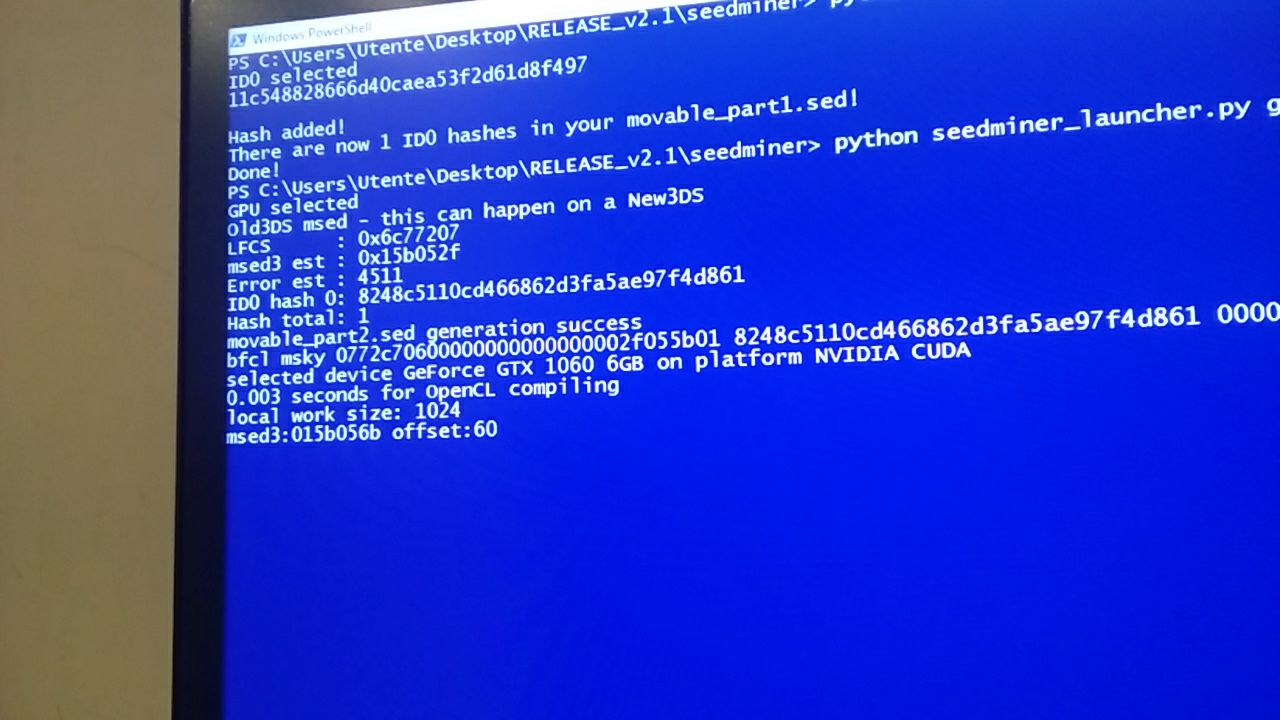 Windows PowerShell
PS C:\Users\Utente\Desktop\RELEASE_v2.1\seedminer> py
ID0 selected
11c548828666d40caea53f2d61d8f497
Hash added!
There are now 1 ID0 hashes in your movable_part1.sed!
Done!
PS C:\Users\Utente\Desktop\RELEASE_v2.1\seedminer> python seedminer_launcher.py g
GPU selected
Old3DS msed - this can happen on a New3DS
LFCS : 0x6c77207
msed3 est : 0x15b052f
Error est : 4511
ID0 hash 0: 8248c5110cd466862d3fa5ae97f4d861
Hash total: 1
movable_part2.sed generation success
bfcl msky 0772c70600000000000000002f055b01 8248c5110cd466862d3fa5ae97f4d861 0000
selected device GeForce GTX 1060 6GB on platform NVIDIA CUDA
0.003 seconds for OpenCL compiling
local work size: 1024
msed3:015b056b offset:60